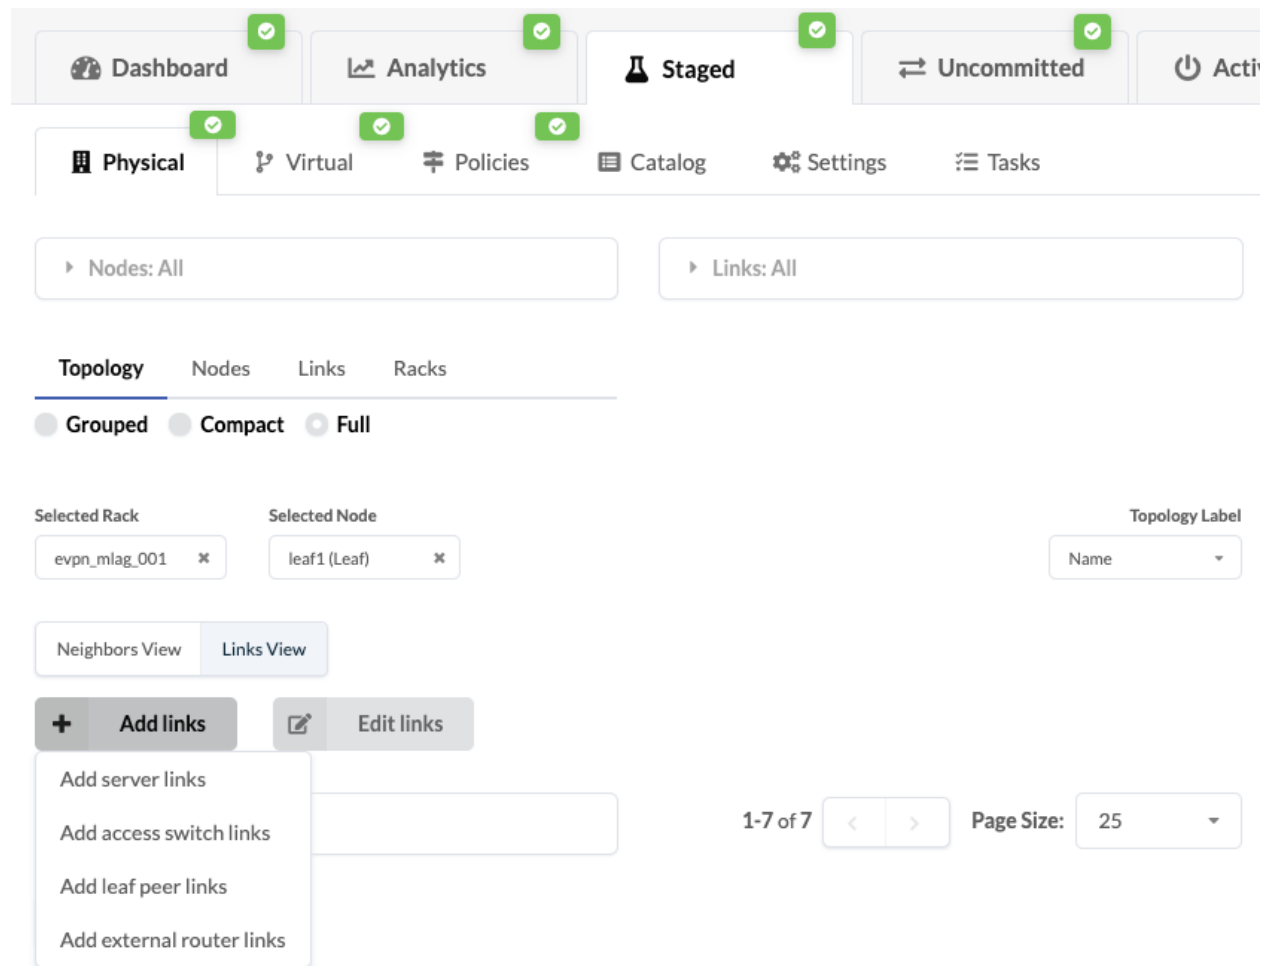 Dashboard Analytics Staged Uncommitted
Physical Virtual Policies Catalog Settings Tasks
Nodes: All Links: All
Topology Nodes Links Racks
Grouped Compact Full
Selected Rack Selected Node Topology Label
evpn_mlag_001 leaf1 (Leaf) Name
Neighbors View Links View
Add links Edit links
Add server links
1-7 of 7 Page Size: 25
Add access switch links
Add leaf peer links
Add external router links